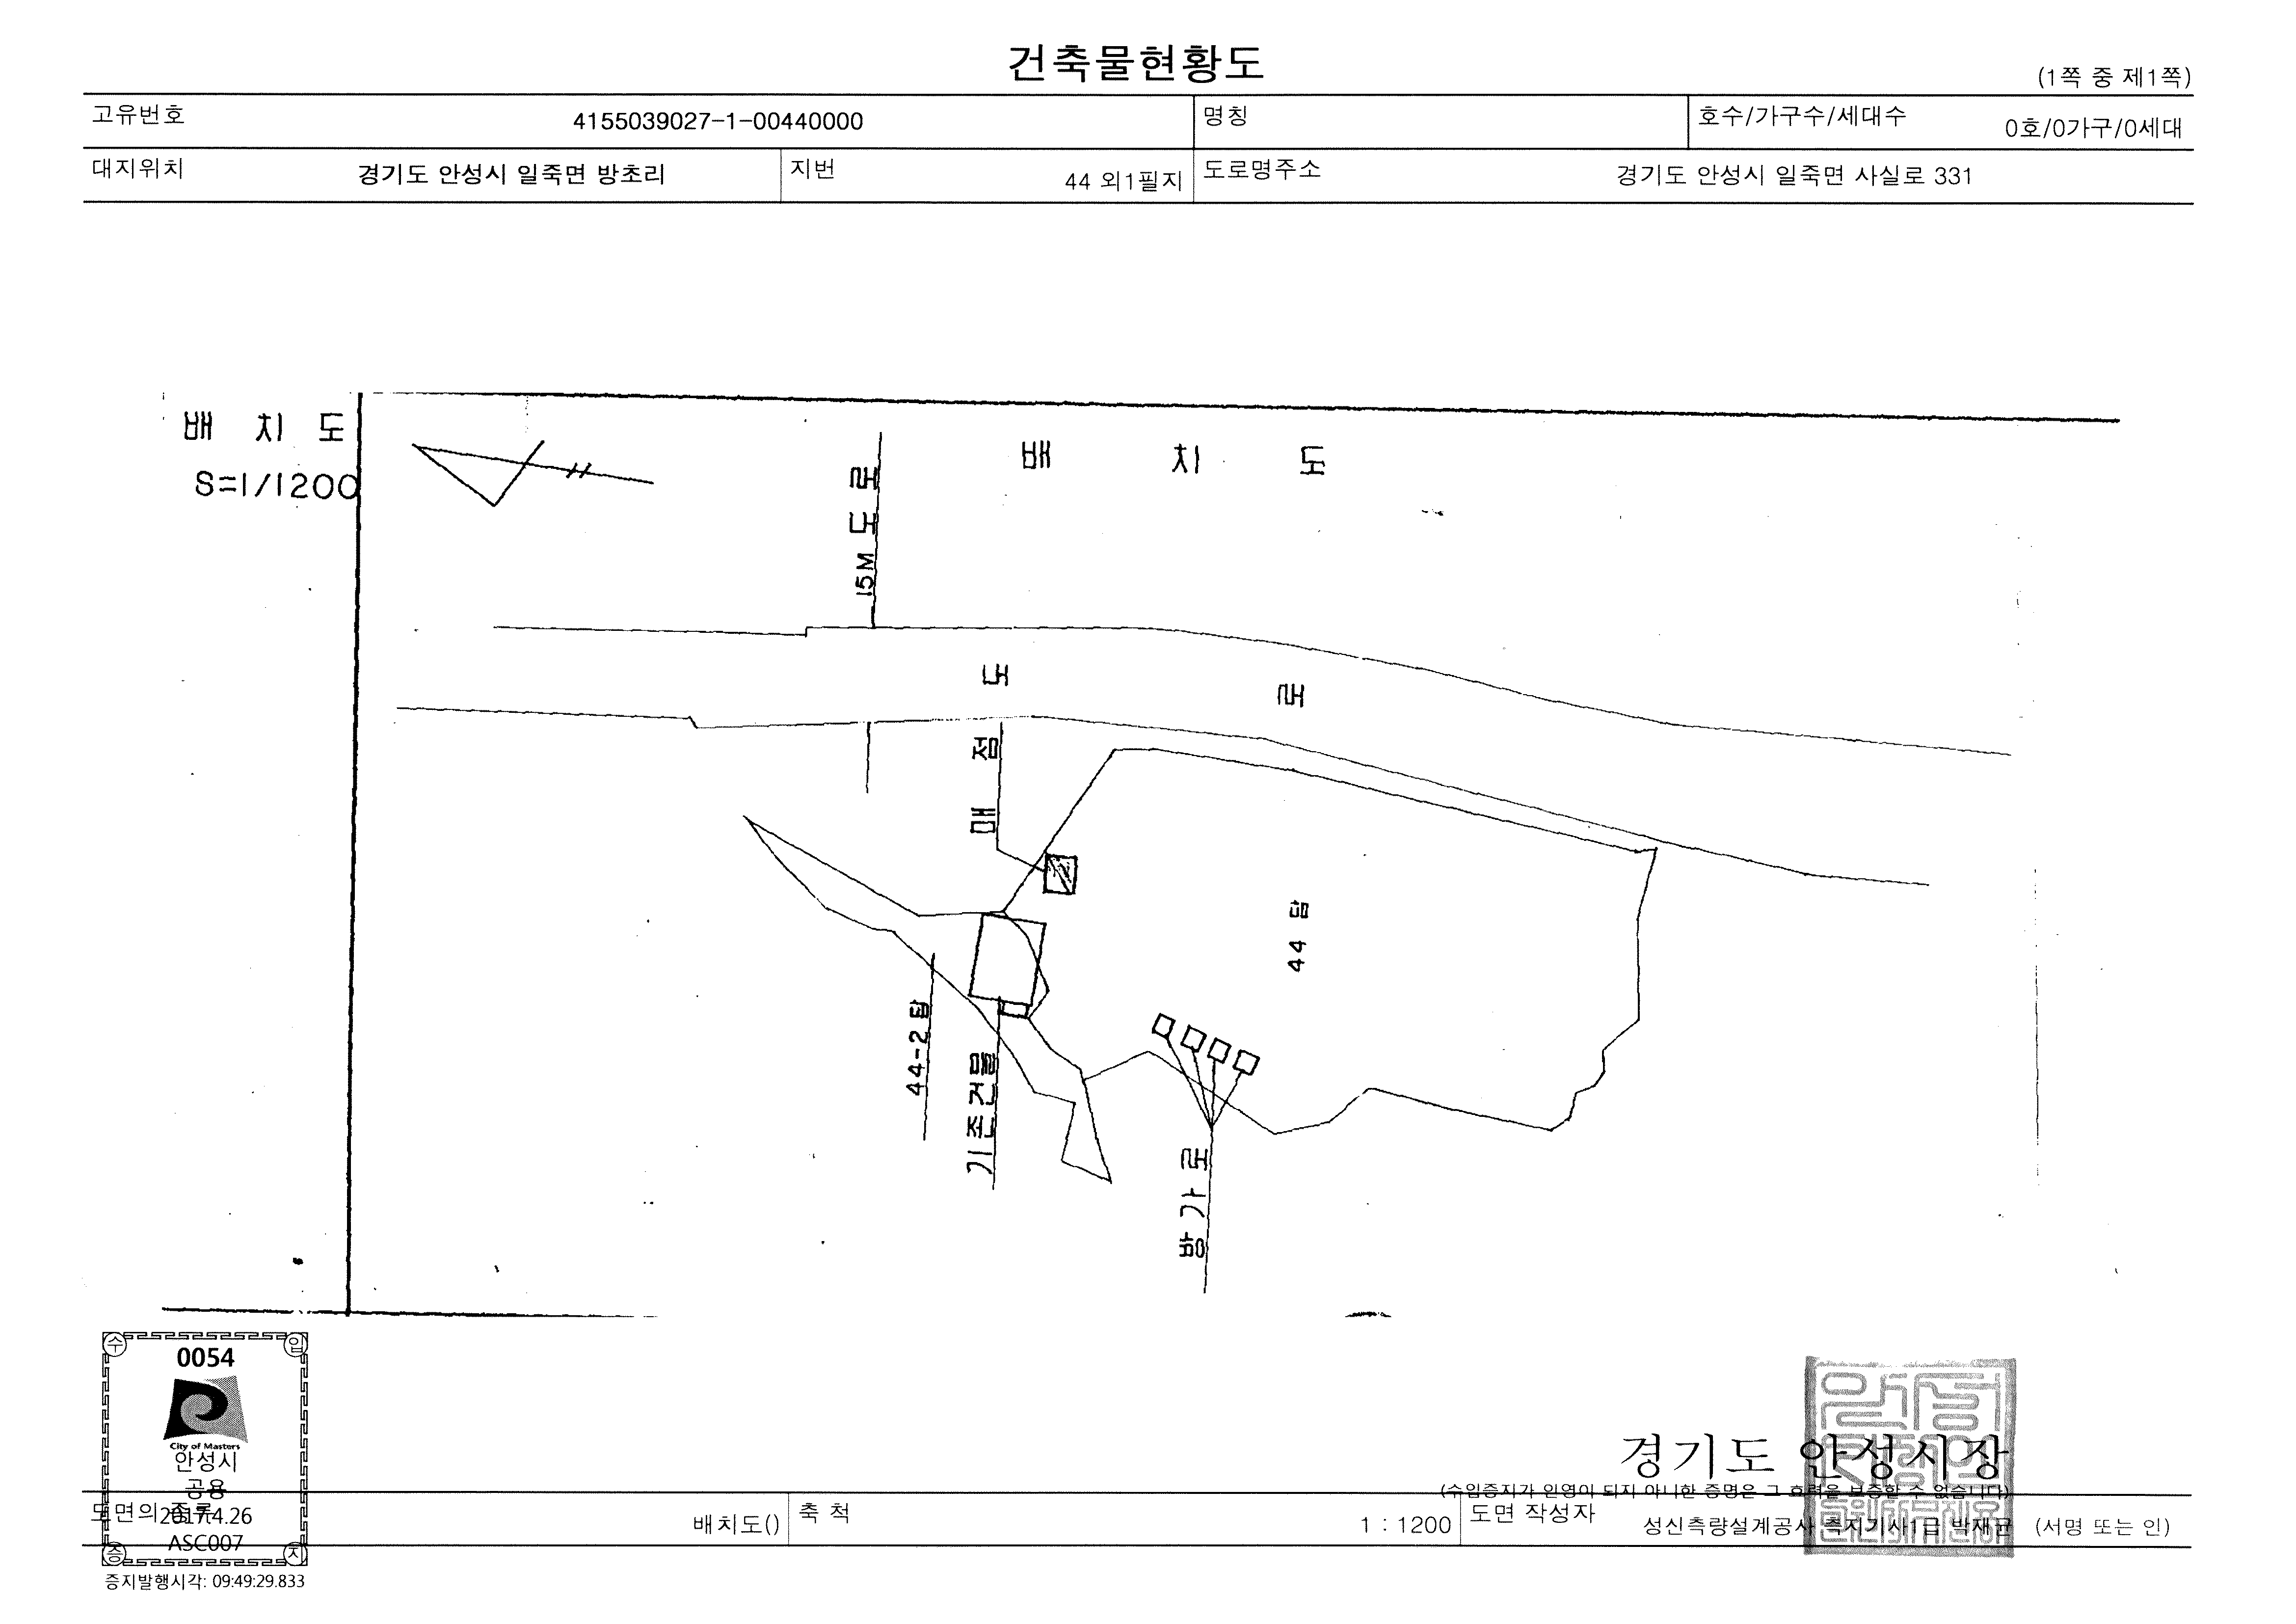 건축물현황도
(1쪽 중 제1쪽)
고유번호 4155039027-1-00440000 명칭 호수/가구수/세대수 0호/0가구/0세대
대지위치 경기도 안성시 일죽면 방초리 지번 44 외1필지 도로명주소 경기도 안성시 일죽면 사실로 331
배 치 도
S=1/1200
배 치 도
15M 도로
도 로
매 점
44 답
44-2 답
기존건물
방가로
수 입
0054
City of Masters
안성시
공용
2017.4.26
ASC007
증 지
증지발행시각: 09:49:29.833
경기도 안성시장
(수입증지가 인영이 되지 아니한 증명은 그 효력을 보증할 수 없습니다)
도면의 종류 배치도() 축 척 1 : 1200 도면 작성자 성신측량설계공사 측지기사1급 박재균 (서명 또는 인)